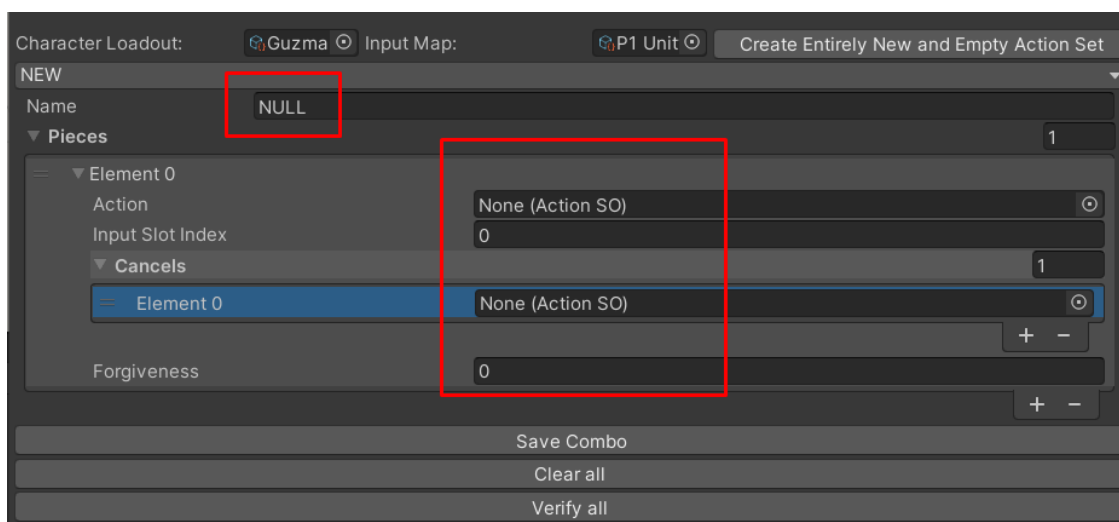 Character Loadout: Guzma Input Map: P1 Unit Create Entirely New and Empty Action Set
NEW
Name NULL
Pieces 1
Element 0
Action None (Action SO)
Input Slot Index 0
Cancels 1
Element 0 None (Action SO)
+ −
Forgiveness 0
+ −
Save Combo
Clear all
Verify all